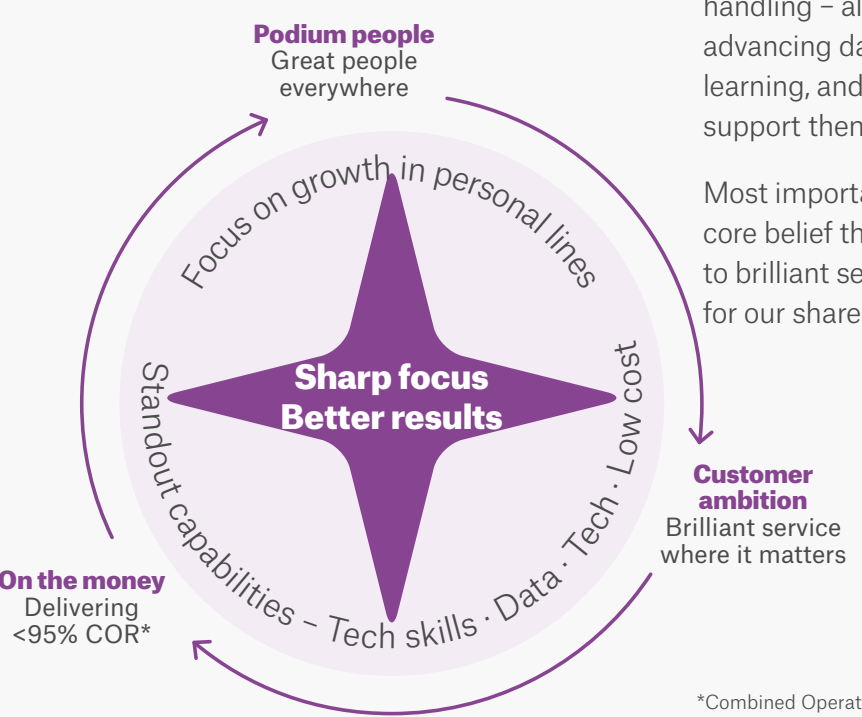 Podium people
Great people
everywhere
Focus on growth in personal lines
Standout capabilities – Tech skills · Data · Tech · Low cost
Sharp focus
Better results
Customer
ambition
Brilliant service
where it matters
On the money
Delivering
<95% COR*
handling – al
advancing da
learning, and
support them
Most importa
core belief th
to brilliant se
for our share
*Combined Operat